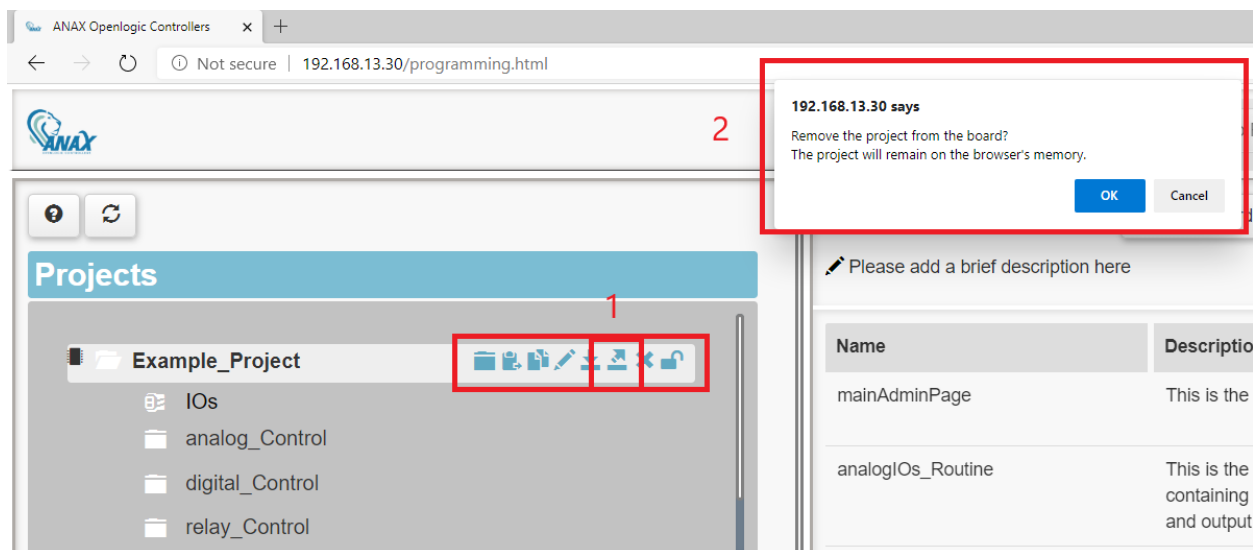 ANAX Openlogic Controllers
Not secure | 192.168.13.30/programming.html
ANAX
2
192.168.13.30 says
Remove the project from the board?
The project will remain on the browser's memory.
OK Cancel
Projects
Please add a brief description here
1
Example_Project
IOs
analog_Control
digital_Control
relay_Control
Name Descriptio
mainAdminPage This is the
analogIOs_Routine This is the
containing
and output